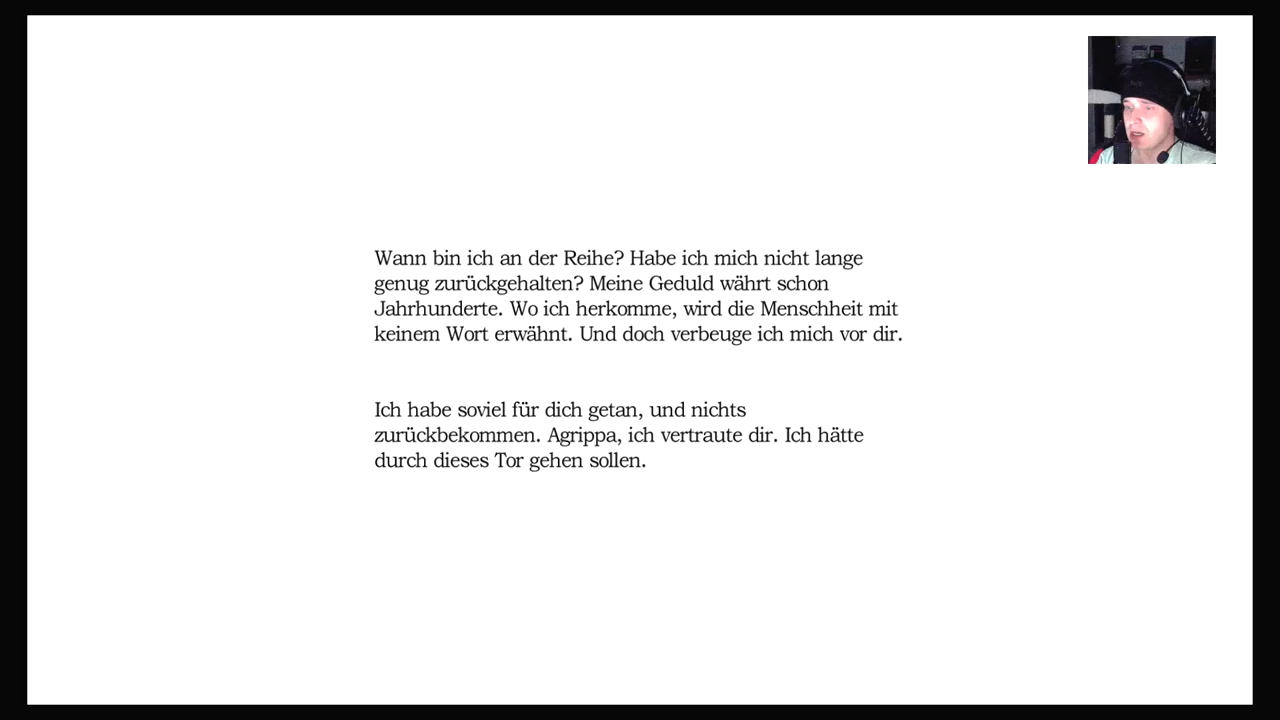 Wann bin ich an der Reihe? Habe ich mich nicht lange
genug zurückgehalten? Meine Geduld währt schon
Jahrhunderte. Wo ich herkomme, wird die Menschheit mit
keinem Wort erwähnt. Und doch verbeuge ich mich vor dir.
Ich habe soviel für dich getan, und nichts
zurückbekommen. Agrippa, ich vertraute dir. Ich hätte
durch dieses Tor gehen sollen.